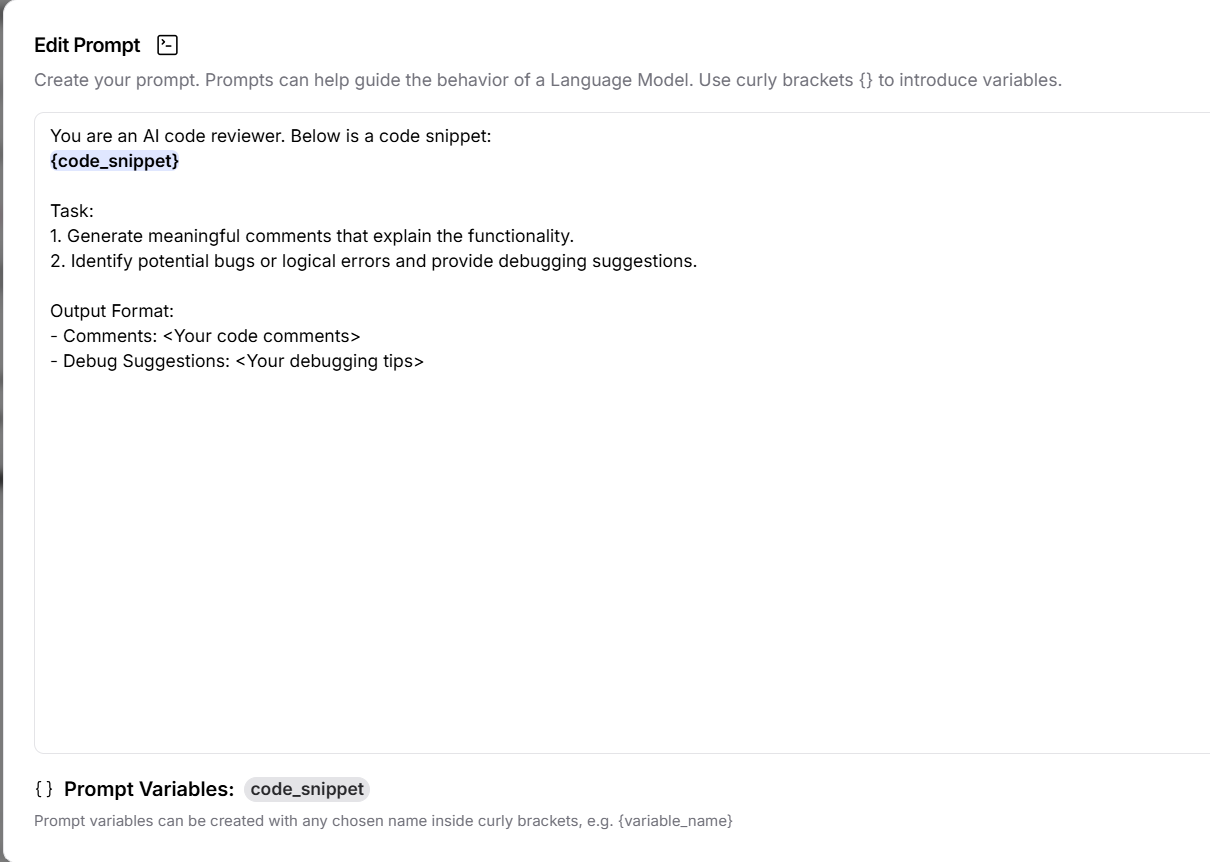 Edit Prompt
Create your prompt. Prompts can help guide the behavior of a Language Model. Use curly brackets {} to introduce variables.
You are an AI code reviewer. Below is a code snippet:
{code_snippet}
Task:
1. Generate meaningful comments that explain the functionality.
2. Identify potential bugs or logical errors and provide debugging suggestions.
Output Format:
- Comments: <Your code comments>
- Debug Suggestions: <Your debugging tips>
{} Prompt Variables: code_snippet
Prompt variables can be created with any chosen name inside curly brackets, e.g. {variable_name}